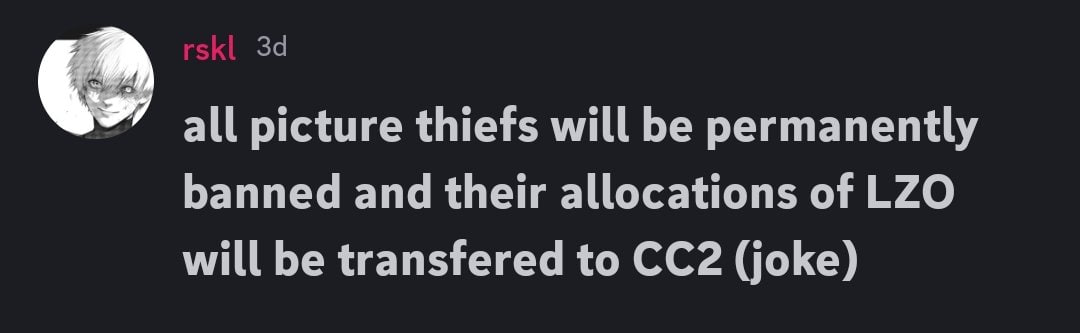 rskl 3d
all picture thiefs will be permanently
banned and their allocations of LZO
will be transfered to CC2 (joke)